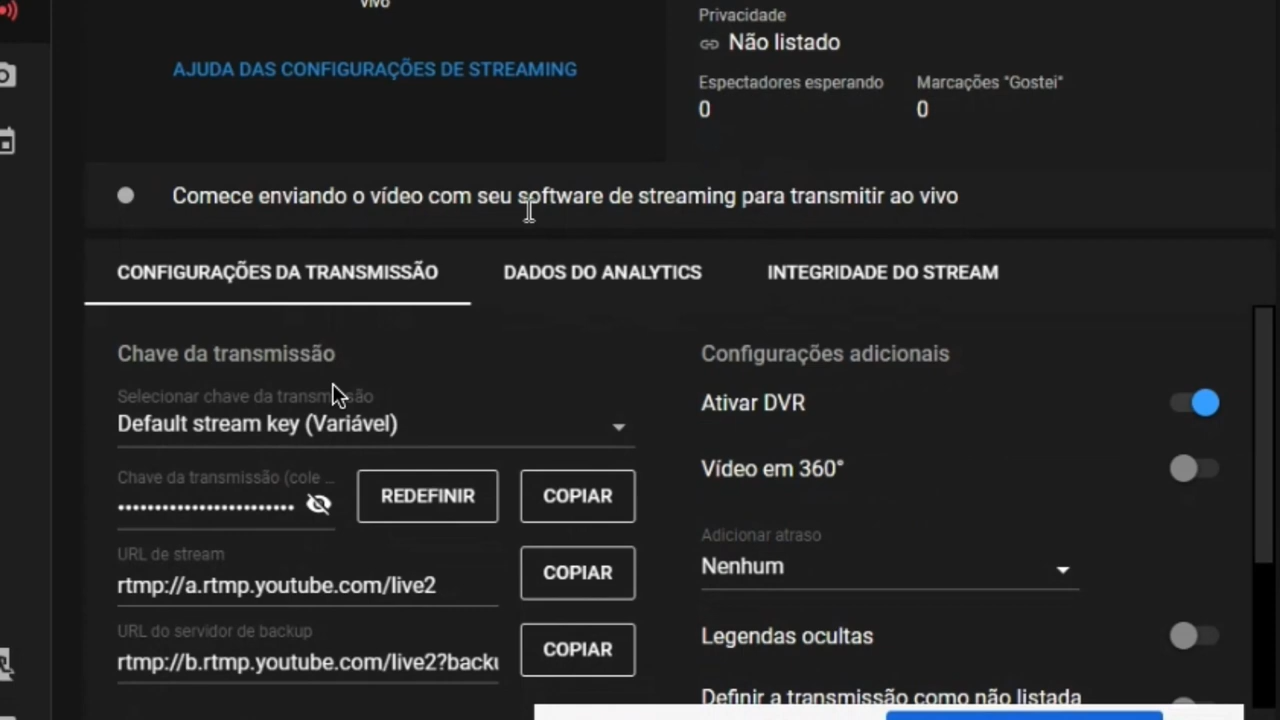 vivo
AJUDA DAS CONFIGURAÇÕES DE STREAMING
Privacidade
Não listado
Espectadores esperando
0
Marcações "Gostei"
0
Comece enviando o vídeo com seu software de streaming para transmitir ao vivo
CONFIGURAÇÕES DA TRANSMISSÃO DADOS DO ANALYTICS INTEGRIDADE DO STREAM
Chave da transmissão
Selecionar chave da transmissão
Default stream key (Variável)
Chave da transmissão (cole ...
REDEFINIR COPIAR
URL de stream
rtmp://a.rtmp.youtube.com/live2
COPIAR
URL do servidor de backup
rtmp://b.rtmp.youtube.com/live2?backu
COPIAR
Configurações adicionais
Ativar DVR
Vídeo em 360°
Adicionar atraso
Nenhum
Legendas ocultas
Definir a transmissão como não listada